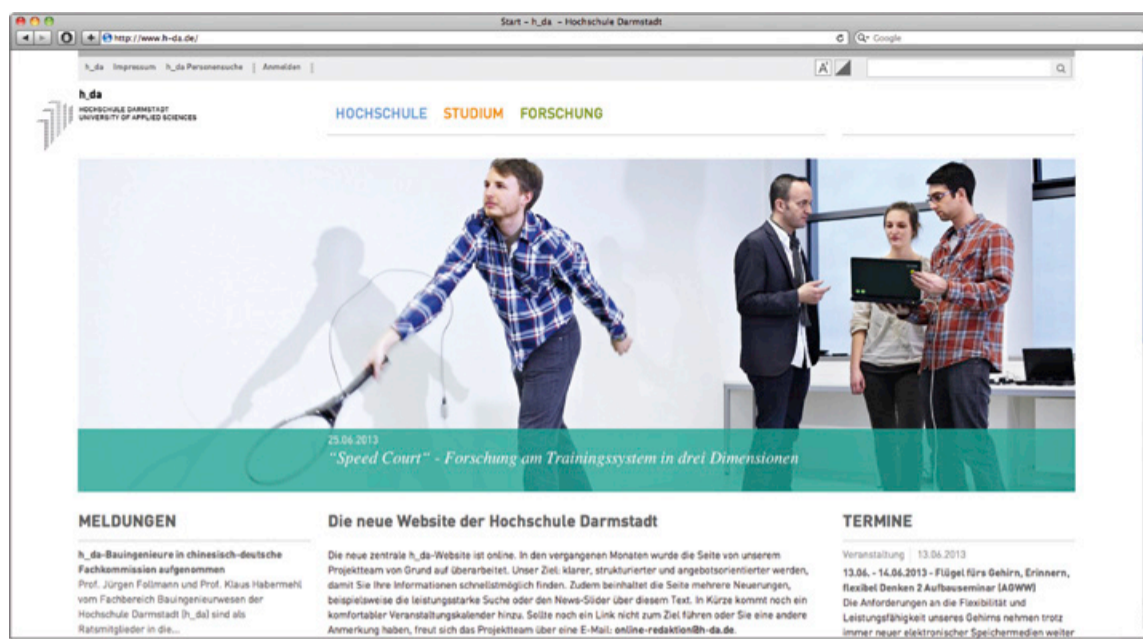 Start – h_da – Hochschule Darmstadt
http://www.h-da.de/
Google
h_da Impressum h_da Personensuche | Anmelden |
A
h_da
HOCHSCHULE DARMSTADT
UNIVERSITY OF APPLIED SCIENCES
HOCHSCHULE STUDIUM FORSCHUNG
25.06.2013
"Speed Court" - Forschung am Trainingssystem in drei Dimensionen
MELDUNGEN
h_da-Bauingenieure in chinesisch-deutsche
Fachkommission aufgenommen
Prof. Jürgen Follmann und Prof. Klaus Habermehl
vom Fachbereich Bauingenieurwesen der
Hochschule Darmstadt (h_da) sind als
Ratsmitglieder in die...
Die neue Website der Hochschule Darmstadt
Die neue zentrale h_da-Website ist online. In den vergangenen Monaten wurde die Seite von unserem
Projektteam von Grund auf überarbeitet. Unser Ziel: klarer, strukturierter und angebotsorientierter werden,
damit Sie Ihre Informationen schnellstmöglich finden. Zudem beinhaltet die Seite mehrere Neuerungen,
beispielsweise die leistungsstarke Suche oder den News-Slider über diesem Text. In Kürze kommt noch ein
komfortabler Veranstaltungskalender hinzu. Sollte noch ein Link nicht zum Ziel führen oder Sie eine andere
Anmerkung haben, freut sich das Projektteam über eine E-Mail: online-redaktion@h-da.de.
TERMINE
Veranstaltung | 13.06.2013
13.06. - 14.06.2013 - Flügel fürs Gehirn, Erinnern,
flexibel Denken 2 Aufbauseminar (AGWW)
Die Anforderungen an die Flexibilität und
Leistungsfähigkeit unseres Gehirns nehmen trotz
immer neuer elektronischer Speichermedien weiter